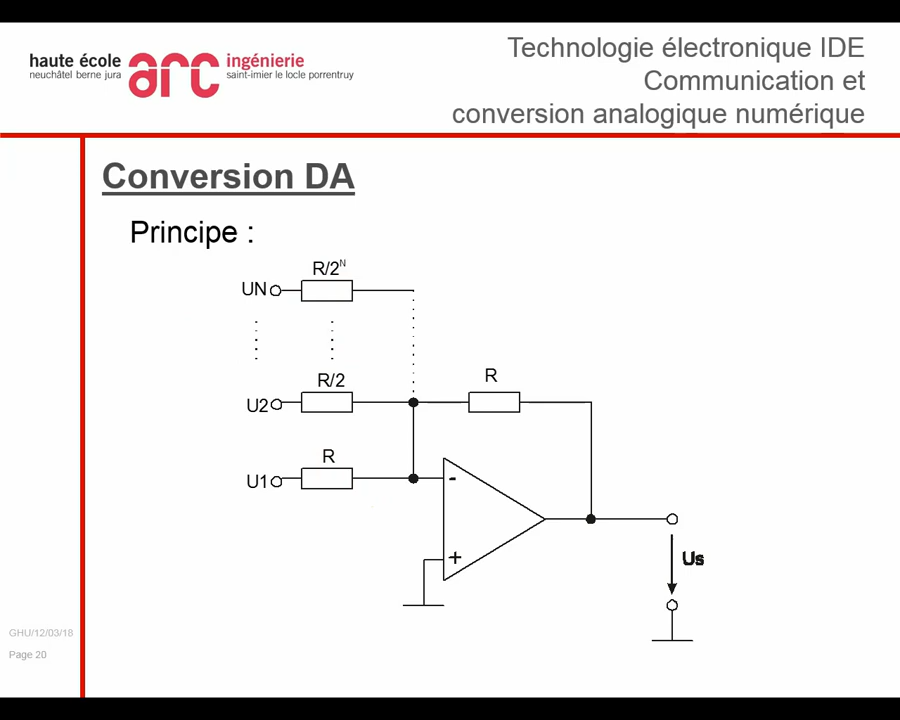 haute école
neuchâtel berne jura
arc
ingénierie
saint-imier le locle porrentruy
Technologie électronique IDE
Communication et
conversion analogique numérique
Conversion DA
Principe :
R/2ᴺ
UN
R/2
U2
R
R
U1
-
+
Us
GHU/12/03/18
Page 20